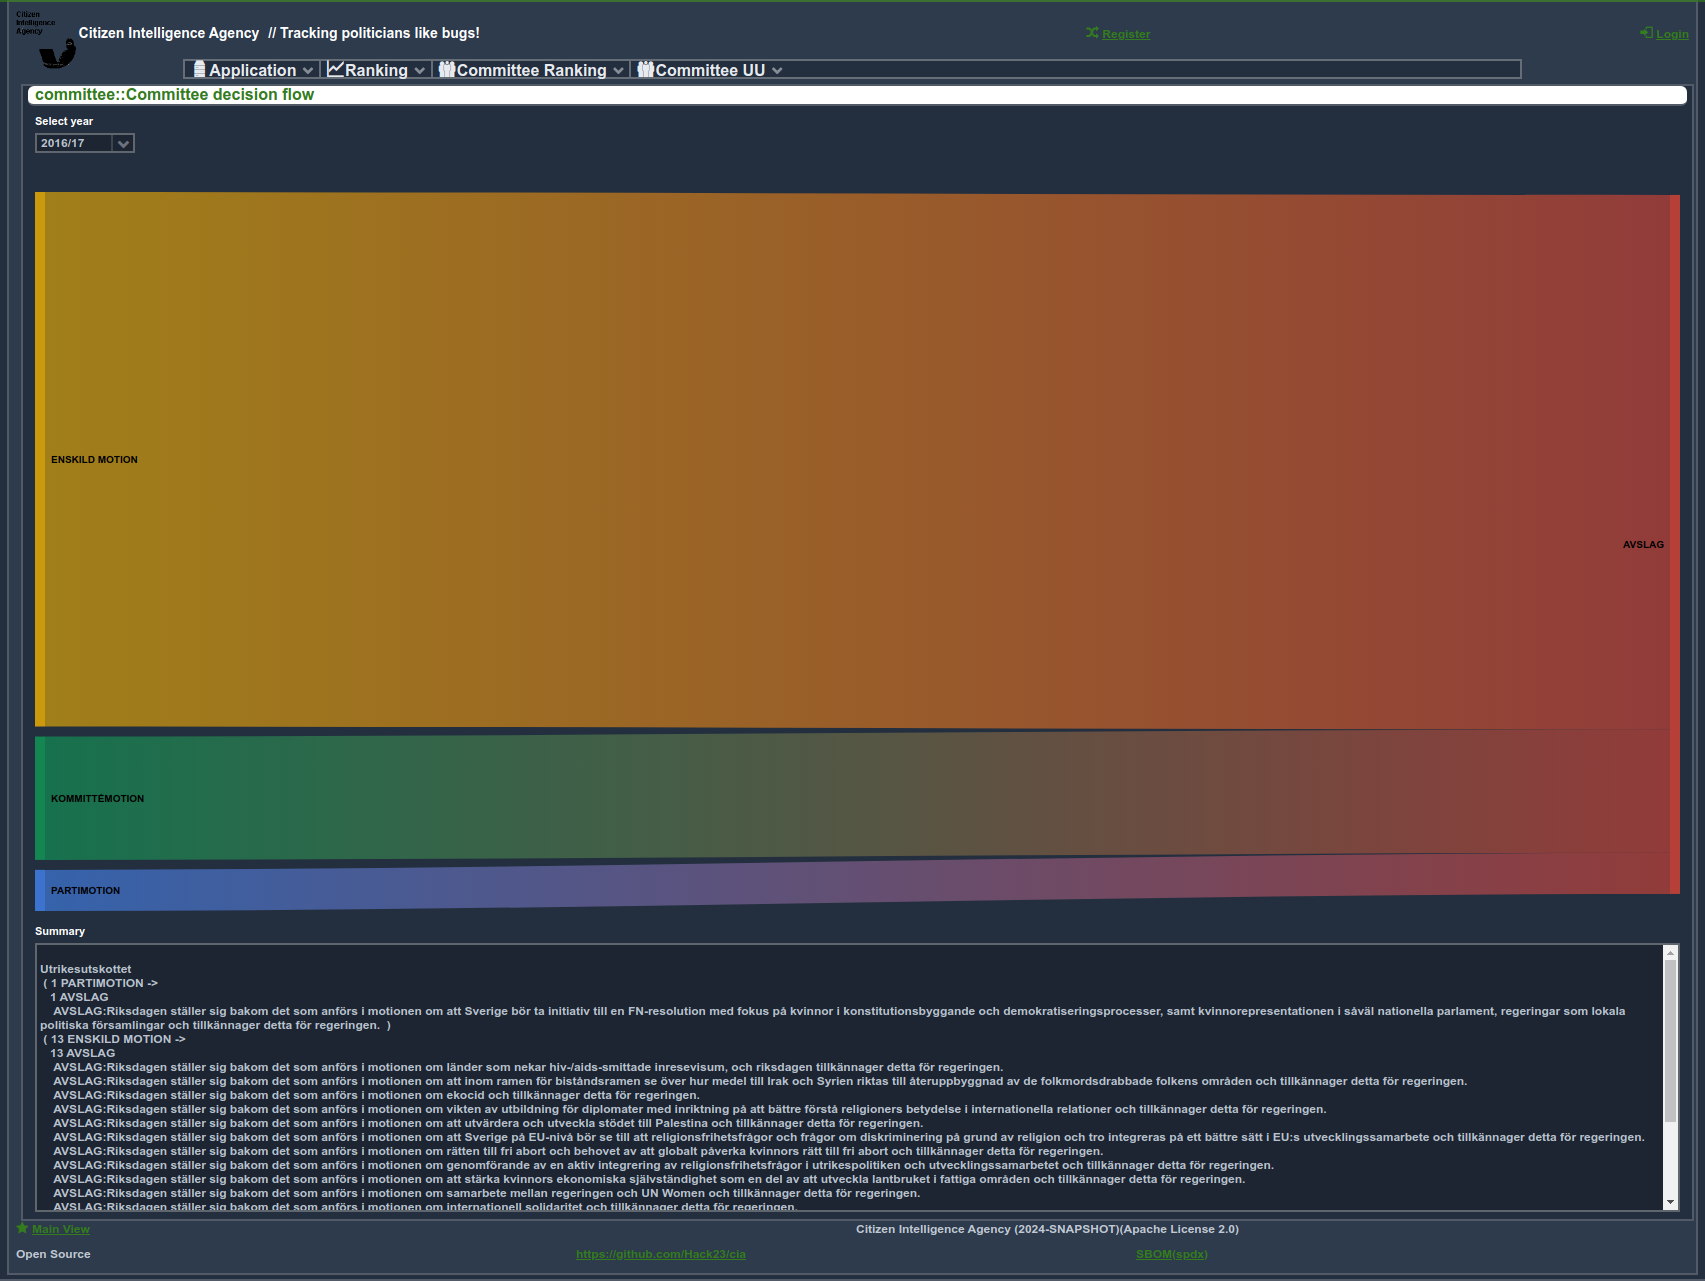 Citizen
Intelligence
Agency
Citizen Intelligence Agency // Tracking politicians like bugs!
Register
Login
Application
Ranking
Committee Ranking
Committee UU
committee::Committee decision flow
Select year
2016/17
ENSKILD MOTION
AVSLAG
KOMMITTÉMOTION
PARTIMOTION
Summary
Utrikesutskottet
( 1 PARTIMOTION ->
1 AVSLAG
AVSLAG:Riksdagen ställer sig bakom det som anförs i motionen om att Sverige bör ta initiativ till en FN-resolution med fokus på kvinnor i konstitutionsbyggande och demokratiseringsprocesser, samt kvinnorepresentationen i såväl nationella parlament, regeringar som lokala
politiska församlingar och tillkännager detta för regeringen. )
( 13 ENSKILD MOTION ->
13 AVSLAG
AVSLAG:Riksdagen ställer sig bakom det som anförs i motionen om länder som nekar hiv-/aids-smittade inresevisum, och riksdagen tillkännager detta för regeringen.
AVSLAG:Riksdagen ställer sig bakom det som anförs i motionen om att inom ramen för biståndsramen se över hur medel till Irak och Syrien riktas till återuppbyggnad av de folkmordsdrabbade folkens områden och tillkännager detta för regeringen.
AVSLAG:Riksdagen ställer sig bakom det som anförs i motionen om ekocid och tillkännager detta för regeringen.
AVSLAG:Riksdagen ställer sig bakom det som anförs i motionen om vikten av utbildning för diplomater med inriktning på att bättre förstå religioners betydelse i internationella relationer och tillkännager detta för regeringen.
AVSLAG:Riksdagen ställer sig bakom det som anförs i motionen om att utvärdera och utveckla stödet till Palestina och tillkännager detta för regeringen.
AVSLAG:Riksdagen ställer sig bakom det som anförs i motionen om att Sverige på EU-nivå bör se till att religionsfrihetsfrågor och frågor om diskriminering på grund av religion och tro integreras på ett bättre sätt i EU:s utvecklingssamarbete och tillkännager detta för regeringen.
AVSLAG:Riksdagen ställer sig bakom det som anförs i motionen om rätten till fri abort och behovet av att globalt påverka kvinnors rätt till fri abort och tillkännager detta för regeringen.
AVSLAG:Riksdagen ställer sig bakom det som anförs i motionen om genomförande av en aktiv integrering av religionsfrihetsfrågor i utrikespolitiken och utvecklingssamarbetet och tillkännager detta för regeringen.
AVSLAG:Riksdagen ställer sig bakom det som anförs i motionen om att stärka kvinnors ekonomiska självständighet som en del av att utveckla lantbruket i fattiga områden och tillkännager detta för regeringen.
AVSLAG:Riksdagen ställer sig bakom det som anförs i motionen om samarbete mellan regeringen och UN Women och tillkännager detta för regeringen.
AVSLAG:Riksdagen ställer sig bakom det som anförs i motionen om internationell solidaritet och tillkännager detta för regeringen.
Main View
Citizen Intelligence Agency (2024-SNAPSHOT)(Apache License 2.0)
Open Source
https://github.com/Hack23/cia
SBOM(spdx)